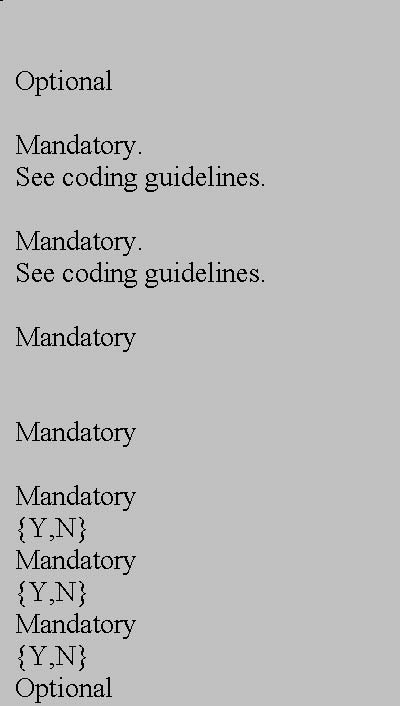 Optional
Mandatory.
See coding guidelines.
Mandatory.
See coding guidelines.
Mandatory
Mandatory
Mandatory
{Y,N}
Mandatory
{Y,N}
Mandatory
{Y,N}
Optional